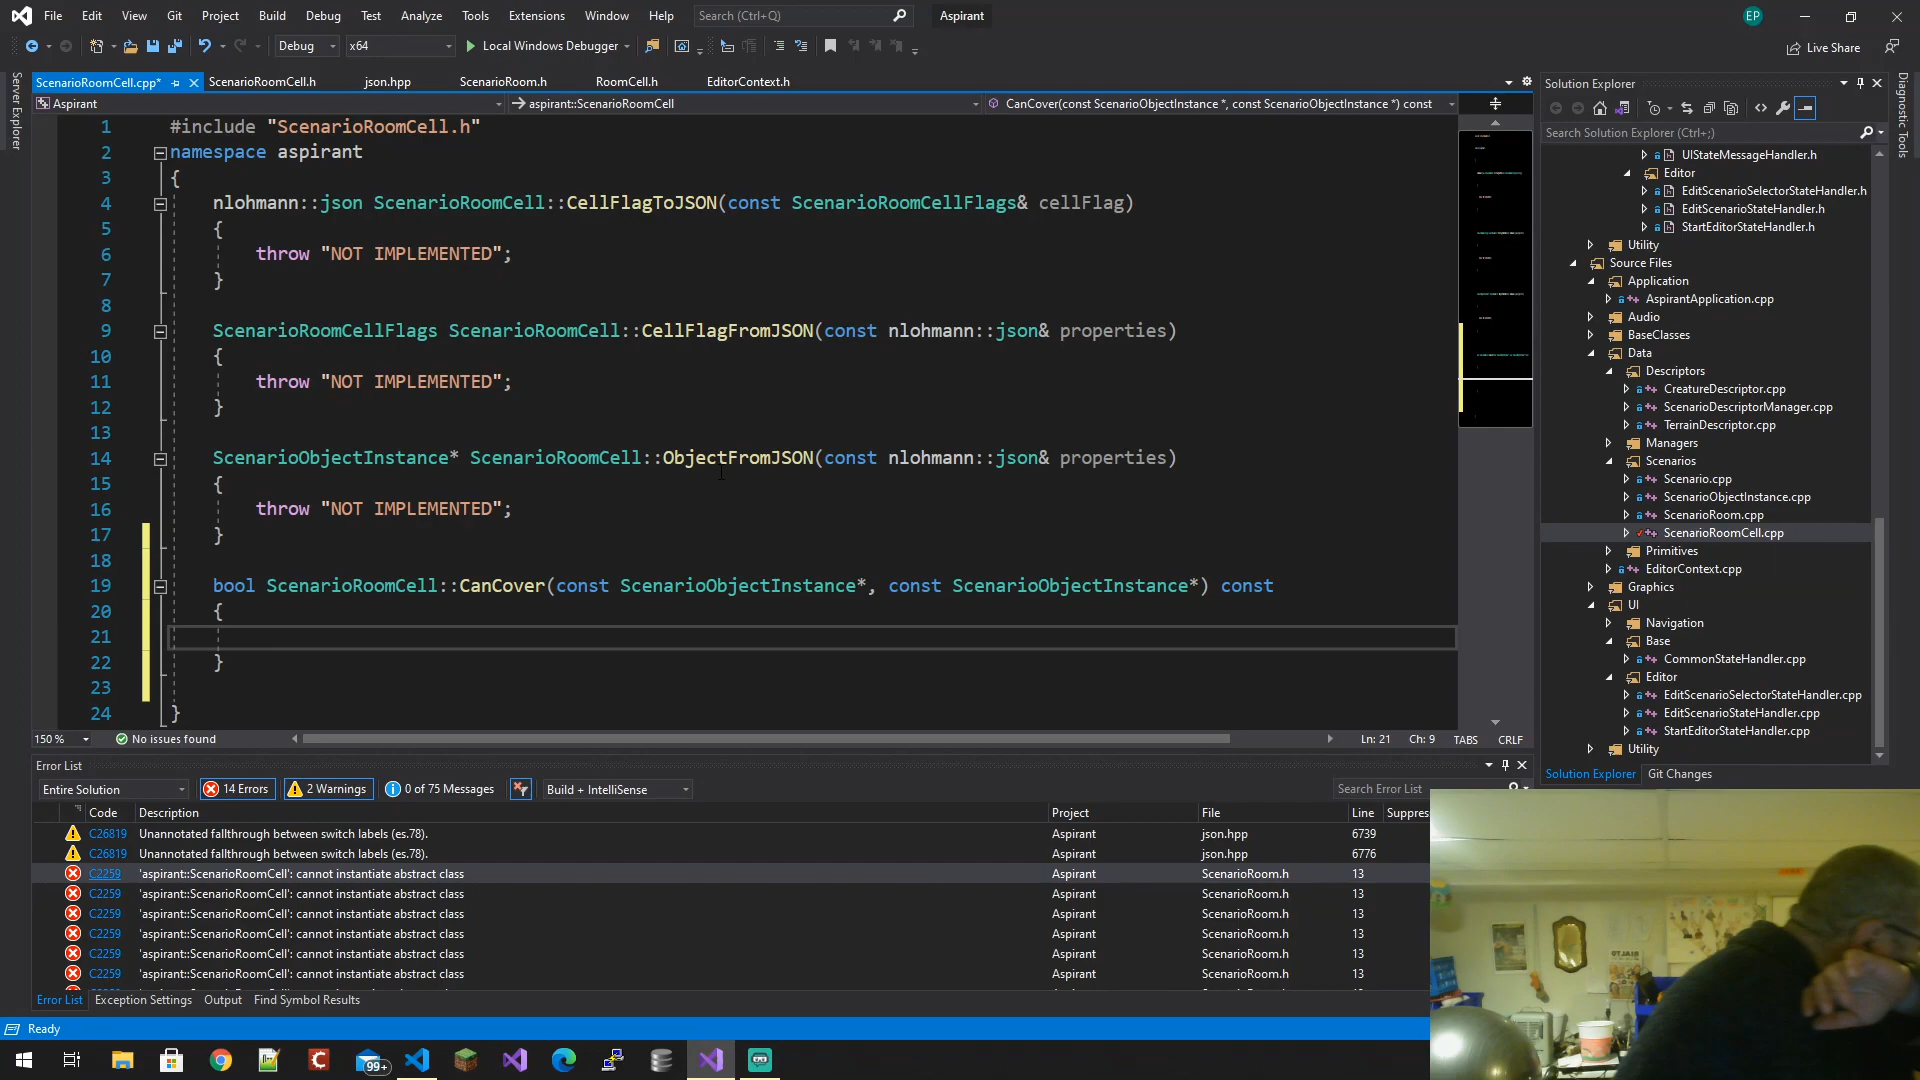 File Edit View Git Project Build Debug Test Analyze Tools Extensions Window Help Search (Ctrl+Q) Aspirant EP
Debug x64 Local Windows Debugger Live Share
Server Explorer
ScenarioRoomCell.cpp* ScenarioRoomCell.h json.hpp ScenarioRoom.h RoomCell.h EditorContext.h
Aspirant aspirant::ScenarioRoomCell CanCover(const ScenarioObjectInstance *, const ScenarioObjectInstance *) const
1 #include "ScenarioRoomCell.h"
2 namespace aspirant
3 {
4 nlohmann::json ScenarioRoomCell::CellFlagToJSON(const ScenarioRoomCellFlags& cellFlag)
5 {
6 throw "NOT IMPLEMENTED";
7 }
8
9 ScenarioRoomCellFlags ScenarioRoomCell::CellFlagFromJSON(const nlohmann::json& properties)
10 {
11 throw "NOT IMPLEMENTED";
12 }
13
14 ScenarioObjectInstance* ScenarioRoomCell::ObjectFromJSON(const nlohmann::json& properties)
15 {
16 throw "NOT IMPLEMENTED";
17 }
18
19 bool ScenarioRoomCell::CanCover(const ScenarioObjectInstance*, const ScenarioObjectInstance*) const
20 {
21
22 }
23
24 }
150 % No issues found Ln: 21 Ch: 9 TABS CRLF
Solution Explorer
Search Solution Explorer (Ctrl+;)
UIStateMessageHandler.h
Editor
EditScenarioSelectorStateHandler.h
EditScenarioStateHandler.h
StartEditorStateHandler.h
Utility
Source Files
Application
AspirantApplication.cpp
Audio
BaseClasses
Data
Descriptors
CreatureDescriptor.cpp
ScenarioDescriptorManager.cpp
TerrainDescriptor.cpp
Managers
Scenarios
Scenario.cpp
ScenarioObjectInstance.cpp
ScenarioRoom.cpp
ScenarioRoomCell.cpp
Primitives
EditorContext.cpp
Graphics
UI
Navigation
Base
CommonStateHandler.cpp
Editor
EditScenarioSelectorStateHandler.cpp
EditScenarioStateHandler.cpp
StartEditorStateHandler.cpp
Utility
Solution Explorer Git Changes
Diagnostic Tools
Error List
Entire Solution 14 Errors 2 Warnings 0 of 75 Messages Build + IntelliSense Search Error List
Code Description Project File Line Suppres
C26819 Unannotated fallthrough between switch labels (es.78). Aspirant json.hpp 6739
C26819 Unannotated fallthrough between switch labels (es.78). Aspirant json.hpp 6776
C2259 'aspirant::ScenarioRoomCell': cannot instantiate abstract class Aspirant ScenarioRoom.h 13
C2259 'aspirant::ScenarioRoomCell': cannot instantiate abstract class Aspirant ScenarioRoom.h 13
C2259 'aspirant::ScenarioRoomCell': cannot instantiate abstract class Aspirant ScenarioRoom.h 13
C2259 'aspirant::ScenarioRoomCell': cannot instantiate abstract class Aspirant ScenarioRoom.h 13
C2259 'aspirant::ScenarioRoomCell': cannot instantiate abstract class Aspirant ScenarioRoom.h 13
C2259 'aspirant::ScenarioRoomCell': cannot instantiate abstract class Aspirant ScenarioRoom.h 13
Error List Exception Settings Output Find Symbol Results
Ready
99+